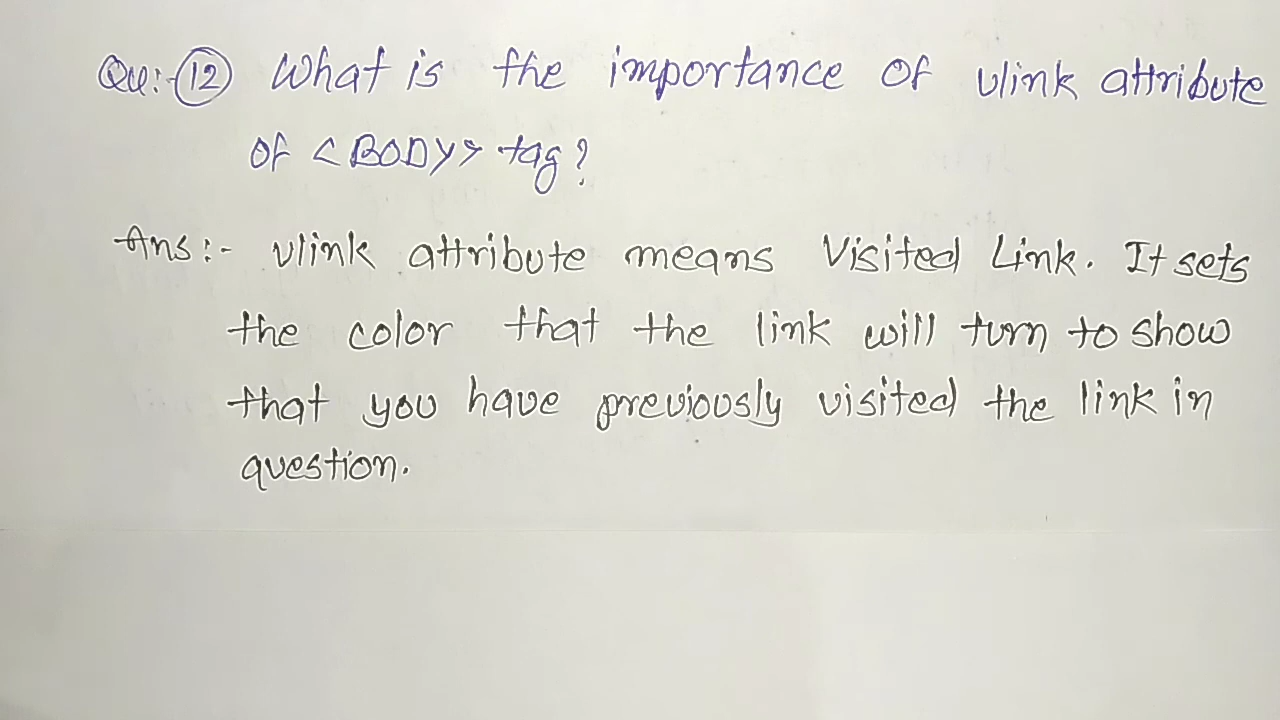 Que:-(12) What is the importance of vlink attribute
of <BODY> tag?
Ans:- vlink attribute means Visited Link. It sets
the color that the link will turn to show
that you have previously visited the link in
question.